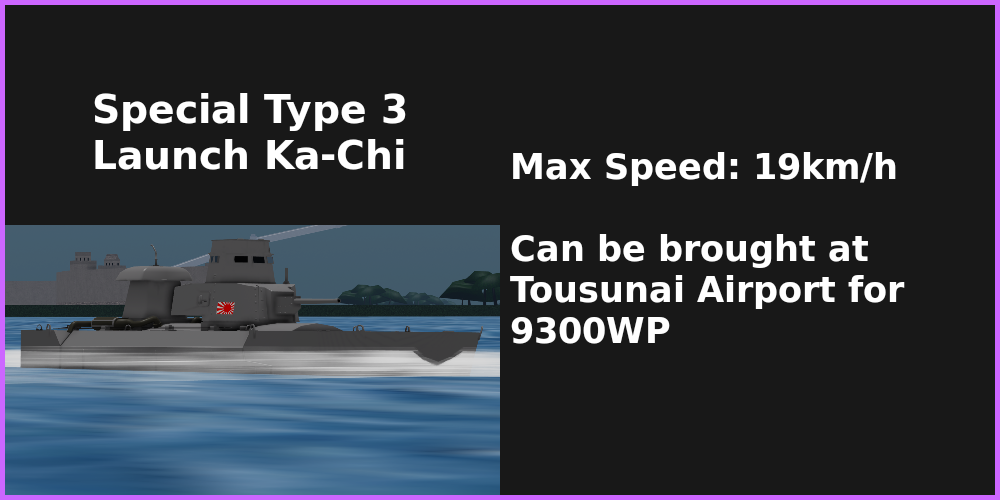 Special Type 3
Launch Ka-Chi
Max Speed: 19km/h
Can be brought at
Tousunai Airport for
9300WP